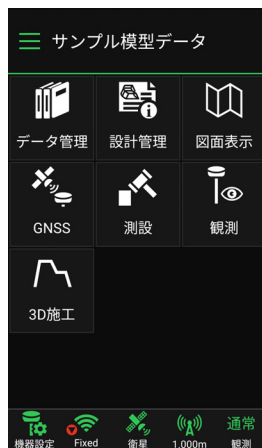 サンプル模型データ
データ管理 設計管理 図面表示
GNSS 測設 観測
3D施工
通常
機器設定 Fixed 衛星 1.000m 観測